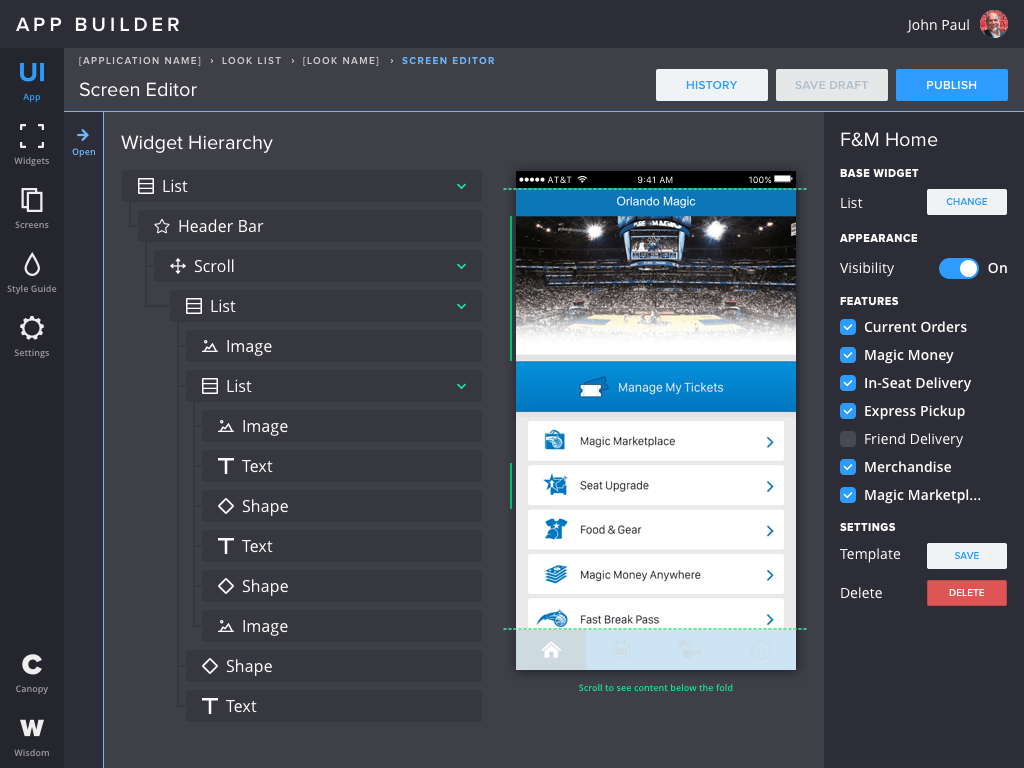 APP BUILDER
John Paul
UI
App
Widgets
Screens
Style Guide
Settings
C
Canopy
W
Wisdom
[APPLICATION NAME] › LOOK LIST › [LOOK NAME] › SCREEN EDITOR
Screen Editor
HISTORY
SAVE DRAFT
PUBLISH
Open
Widget Hierarchy
List
Header Bar
Scroll
List
Image
List
Image
Text
Shape
Text
Shape
Image
Shape
Text
AT&T 9:41 AM 100%
Orlando Magic
Manage My Tickets
Magic Marketplace
Seat Upgrade
Food & Gear
Magic Money Anywhere
Fast Break Pass
Scroll to see content below the fold
F&M Home
BASE WIDGET
List CHANGE
APPEARANCE
Visibility On
FEATURES
Current Orders
Magic Money
In-Seat Delivery
Express Pickup
Friend Delivery
Merchandise
Magic Marketpl...
SETTINGS
Template SAVE
Delete DELETE